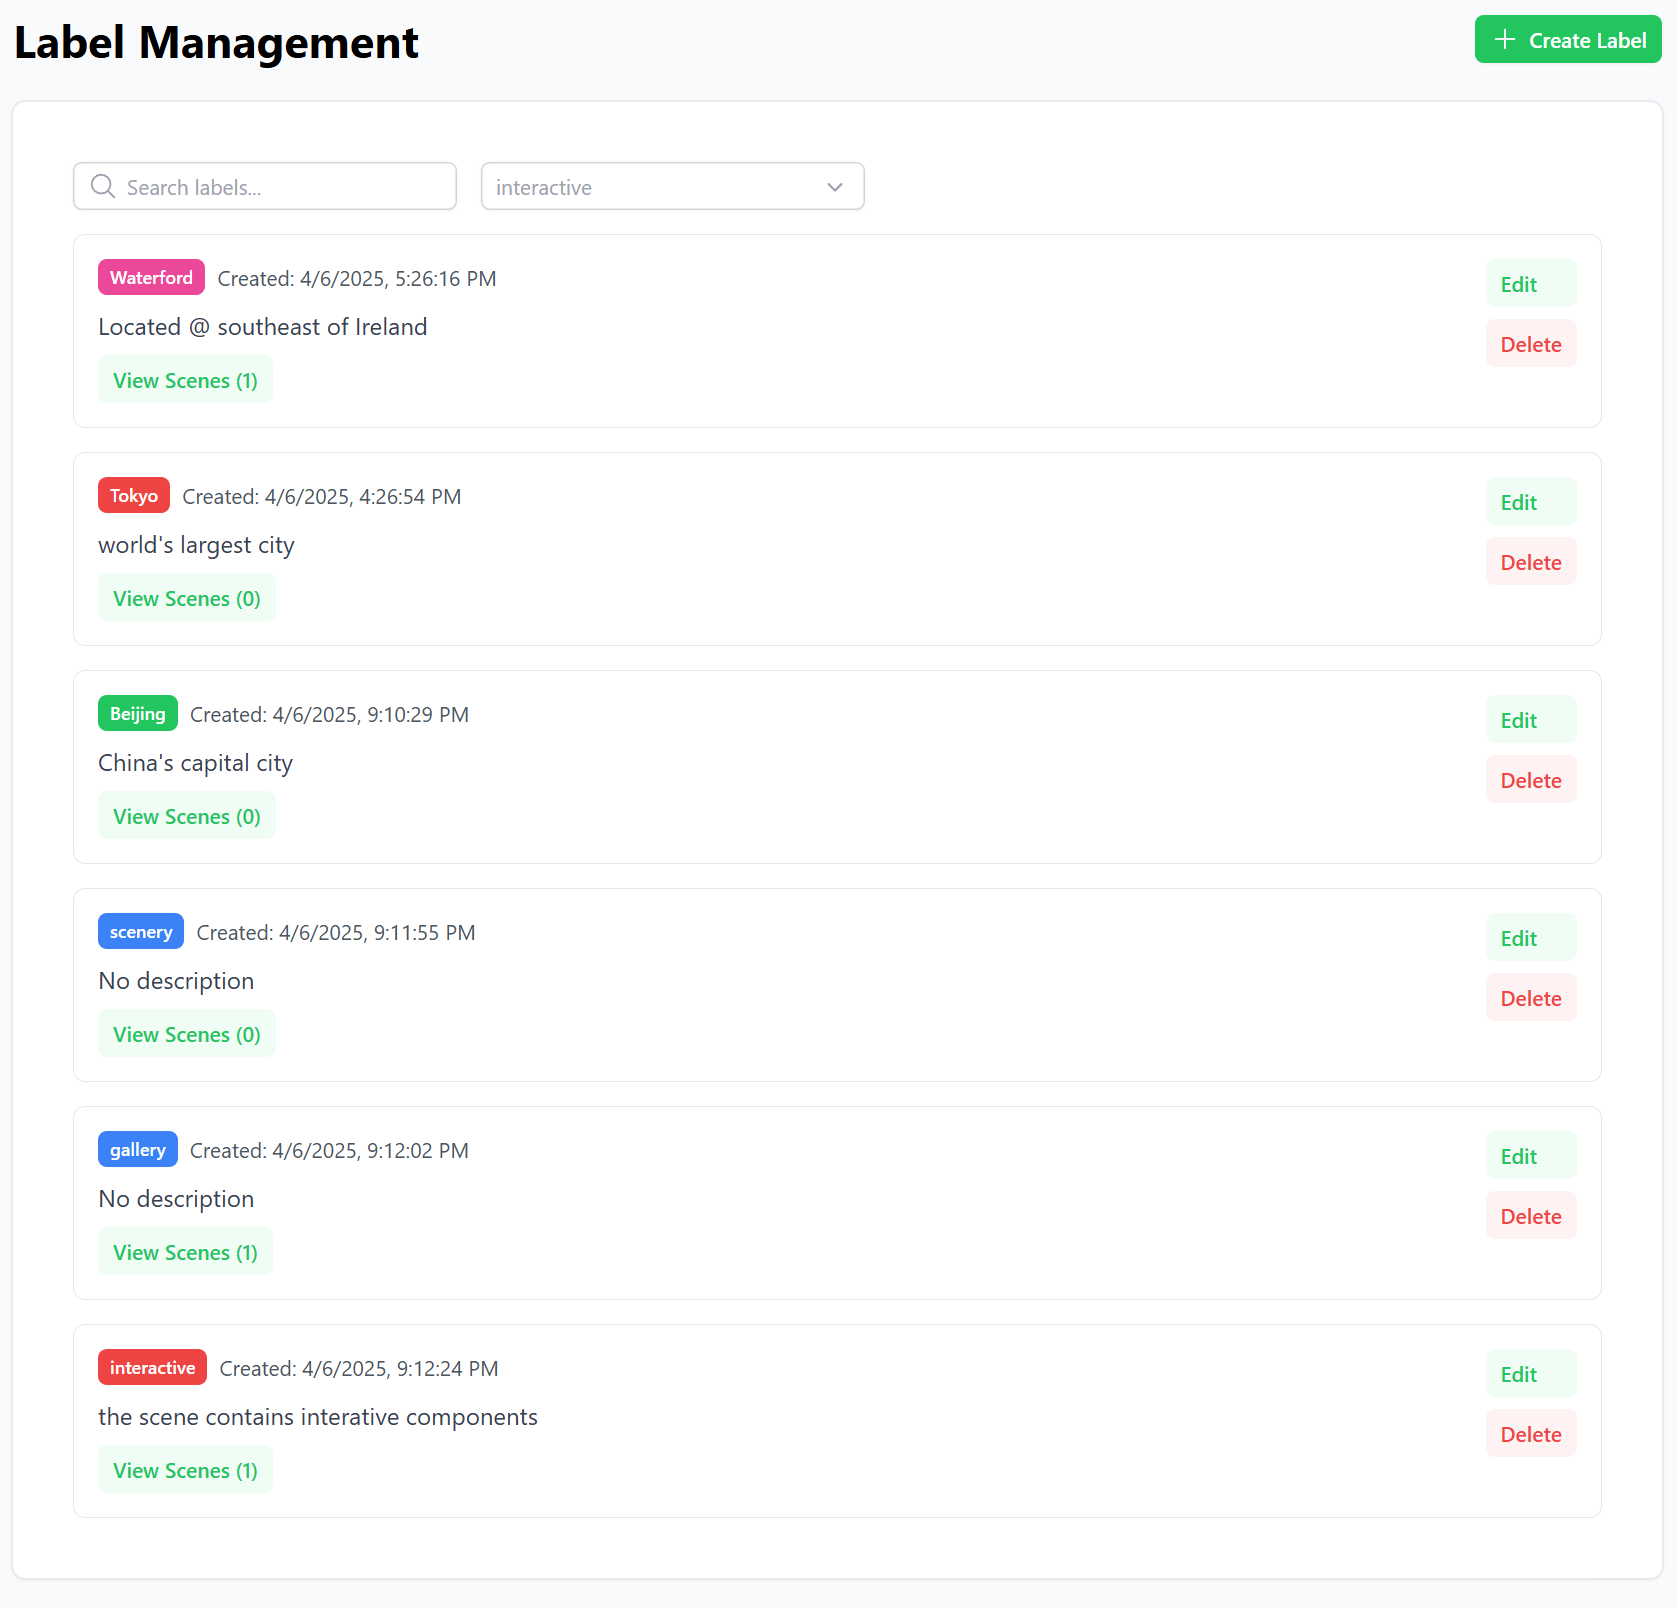 Label Management
Create Label
Search labels...
interactive
Waterford Created: 4/6/2025, 5:26:16 PM
Edit
Located @ southeast of Ireland
Delete
View Scenes (1)
Tokyo Created: 4/6/2025, 4:26:54 PM
Edit
world's largest city
Delete
View Scenes (0)
Beijing Created: 4/6/2025, 9:10:29 PM
Edit
China's capital city
Delete
View Scenes (0)
scenery Created: 4/6/2025, 9:11:55 PM
Edit
No description
Delete
View Scenes (0)
gallery Created: 4/6/2025, 9:12:02 PM
Edit
No description
Delete
View Scenes (1)
interactive Created: 4/6/2025, 9:12:24 PM
Edit
the scene contains interative components
Delete
View Scenes (1)